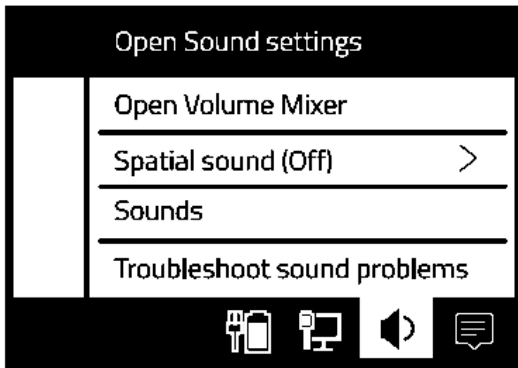 Open Sound settings
Open Volume Mixer
Spatial sound (Off)
Sounds
Troubleshoot sound problems